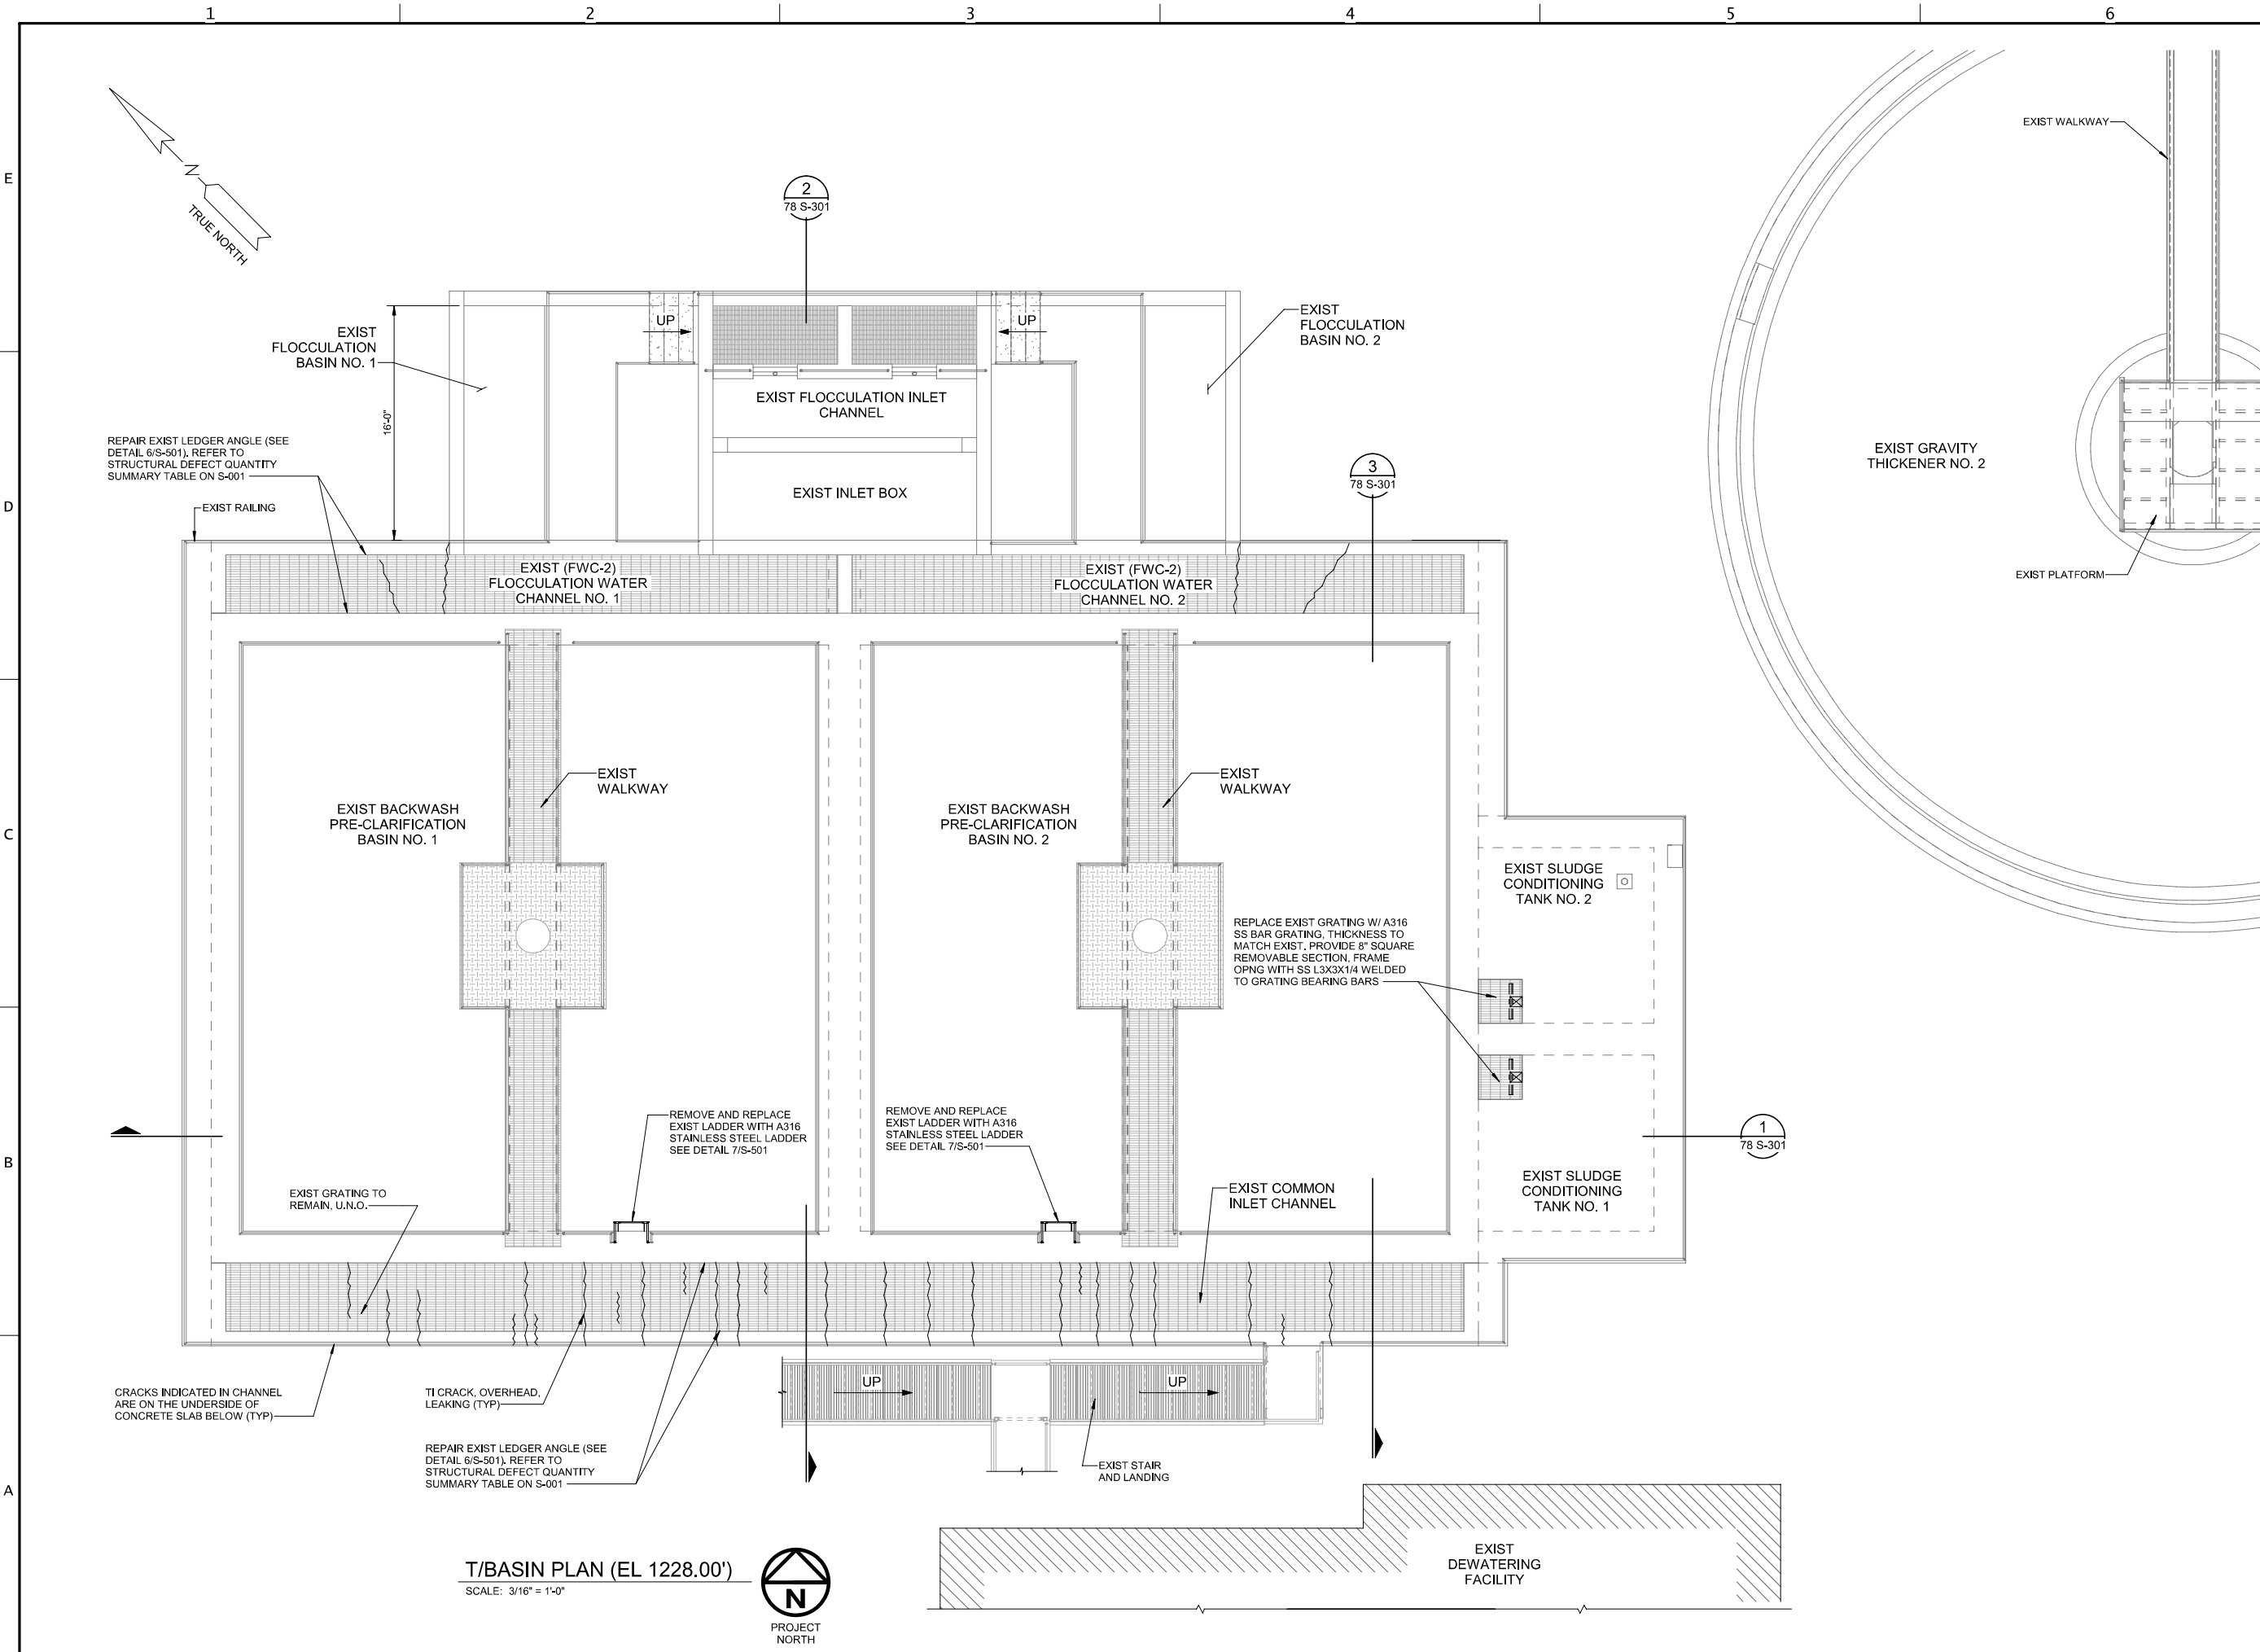 1
2
3
4
5
6
E
D
C
B
A
N
TRUE NORTH
2
78 S-301
EXIST WALKWAY
EXIST
FLOCCULATION
BASIN NO. 1
16'-0"
UP
UP
EXIST
FLOCCULATION
BASIN NO. 2
EXIST FLOCCULATION INLET
CHANNEL
EXIST INLET BOX
REPAIR EXIST LEDGER ANGLE (SEE
DETAIL 6/S-501). REFER TO
STRUCTURAL DEFECT QUANTITY
SUMMARY TABLE ON S-001
EXIST RAILING
3
78 S-301
EXIST GRAVITY
THICKENER NO. 2
EXIST PLATFORM
EXIST (FWC-2)
FLOCCULATION WATER
CHANNEL NO. 1
EXIST (FWC-2)
FLOCCULATION WATER
CHANNEL NO. 2
EXIST
WALKWAY
EXIST
WALKWAY
EXIST BACKWASH
PRE-CLARIFICATION
BASIN NO. 1
EXIST BACKWASH
PRE-CLARIFICATION
BASIN NO. 2
EXIST SLUDGE
CONDITIONING
TANK NO. 2
REPLACE EXIST GRATING W/ A316
SS BAR GRATING, THICKNESS TO
MATCH EXIST. PROVIDE 8" SQUARE
REMOVABLE SECTION, FRAME
OPNG WITH SS L3X3X1/4 WELDED
TO GRATING BEARING BARS
REMOVE AND REPLACE
EXIST LADDER WITH A316
STAINLESS STEEL LADDER
SEE DETAIL 7/S-501
REMOVE AND REPLACE
EXIST LADDER WITH A316
STAINLESS STEEL LADDER
SEE DETAIL 7/S-501
1
78 S-301
EXIST GRATING TO
REMAIN, U.N.O.
EXIST COMMON
INLET CHANNEL
EXIST SLUDGE
CONDITIONING
TANK NO. 1
CRACKS INDICATED IN CHANNEL
ARE ON THE UNDERSIDE OF
CONCRETE SLAB BELOW (TYP)
TI CRACK, OVERHEAD,
LEAKING (TYP)
UP
UP
REPAIR EXIST LEDGER ANGLE (SEE
DETAIL 6/S-501). REFER TO
STRUCTURAL DEFECT QUANTITY
SUMMARY TABLE ON S-001
EXIST STAIR
AND LANDING
EXIST
DEWATERING
FACILITY
T/BASIN PLAN (EL 1228.00')
SCALE: 3/16" = 1'-0"
N
PROJECT
NORTH